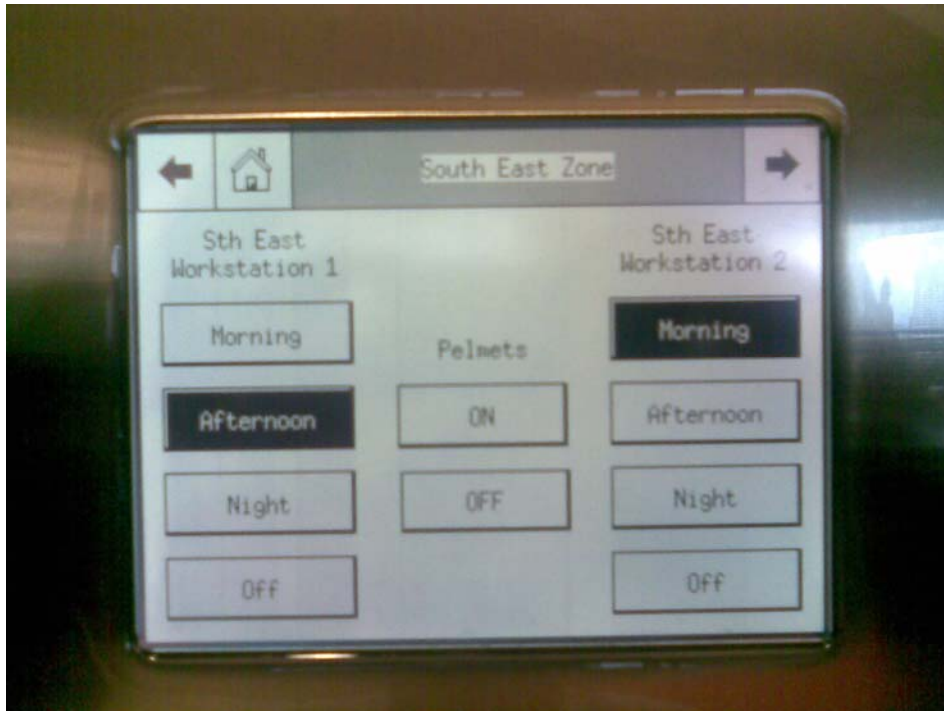 South East Zone
Sth East
Workstation 1
Morning
Afternoon
Night
Off
Pelmets
ON
OFF
Sth East
Workstation 2
Morning
Afternoon
Night
Off